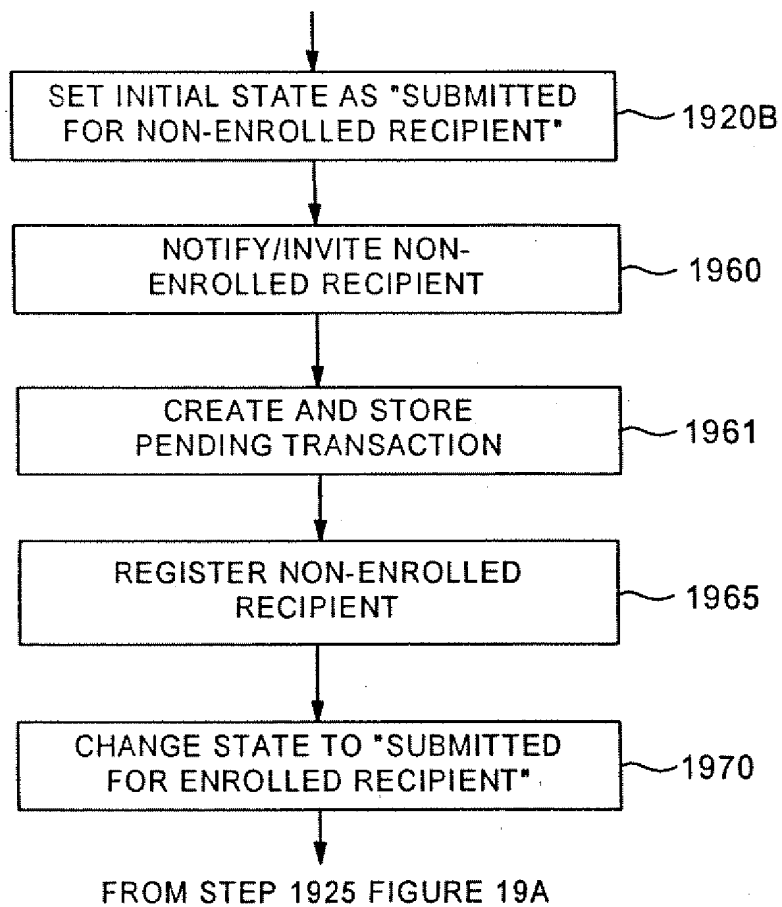 SET INITIAL STATE AS "SUBMITTED
FOR NON-ENROLLED RECIPIENT"
1920B
NOTIFY/INVITE NON-
ENROLLED RECIPIENT
1960
CREATE AND STORE
PENDING TRANSACTION
1961
REGISTER NON-ENROLLED
RECIPIENT
1965
CHANGE STATE TO "SUBMITTED
FOR ENROLLED RECIPIENT"
1970
FROM STEP 1925 FIGURE 19A